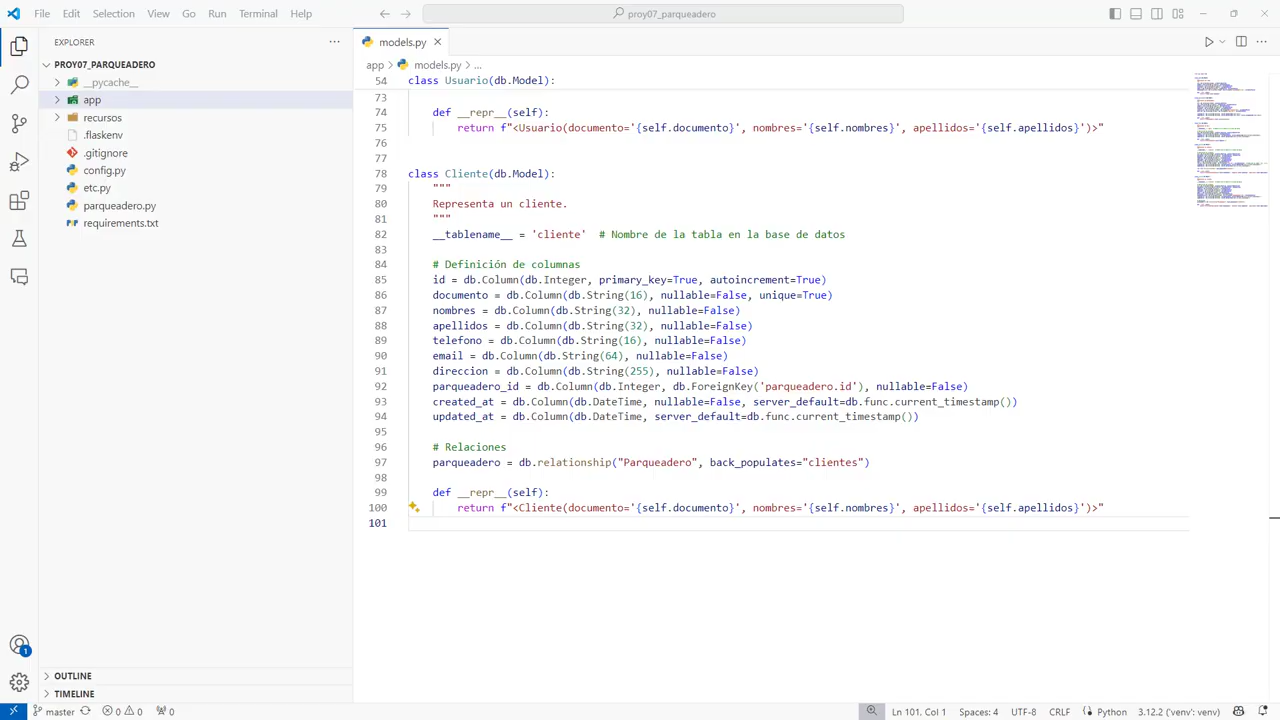 File Edit Selection View Go Run Terminal Help
proy07_parqueadero
EXPLORER
PROY07_PARQUEADERO
__pycache__
app
recursos
.flaskenv
.gitignore
config.py
etc.py
parqueadero.py
requirements.txt
OUTLINE
TIMELINE
models.py
app > models.py > ...
54 class Usuario(db.Model):
73
74 def __repr__(self):
75 return f"<Usuario(documento='{self.documento}', nombres='{self.nombres}', apellidos='{self.apellidos}')>"
76
77
78 class Cliente(db.Model):
79 """
80 Representa un cliente.
81 """
82 __tablename__ = 'cliente'  # Nombre de la tabla en la base de datos
83
84 # Definición de columnas
85 id = db.Column(db.Integer, primary_key=True, autoincrement=True)
86 documento = db.Column(db.String(16), nullable=False, unique=True)
87 nombres = db.Column(db.String(32), nullable=False)
88 apellidos = db.Column(db.String(32), nullable=False)
89 telefono = db.Column(db.String(16), nullable=False)
90 email = db.Column(db.String(64), nullable=False)
91 direccion = db.Column(db.String(255), nullable=False)
92 parqueadero_id = db.Column(db.Integer, db.ForeignKey('parqueadero.id'), nullable=False)
93 created_at = db.Column(db.DateTime, nullable=False, server_default=db.func.current_timestamp())
94 updated_at = db.Column(db.DateTime, server_default=db.func.current_timestamp())
95
96 # Relaciones
97 parqueadero = db.relationship("Parqueadero", back_populates="clientes")
98
99 def __repr__(self):
100 return f"<Cliente(documento='{self.documento}', nombres='{self.nombres}', apellidos='{self.apellidos}')>"
101
1
master 0 0 0 Ln 101, Col 1 Spaces: 4 UTF-8 CRLF Python 3.12.2 ('venv': venv)